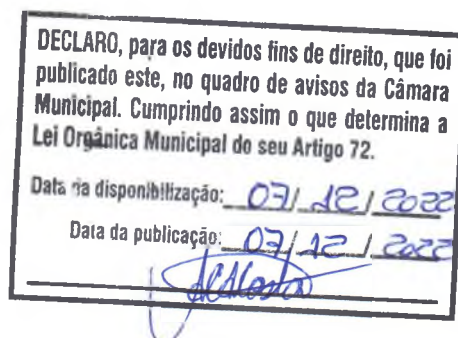 DECLARO, para os devidos fins de direito, que foi
publicado este, no quadro de avisos da Câmara
Municipal. Cumprindo assim o que determina a
Lei Orgânica Municipal do seu Artigo 72.
Data da disponibilização: 07/12/2022
Data da publicação: 07/12/2022